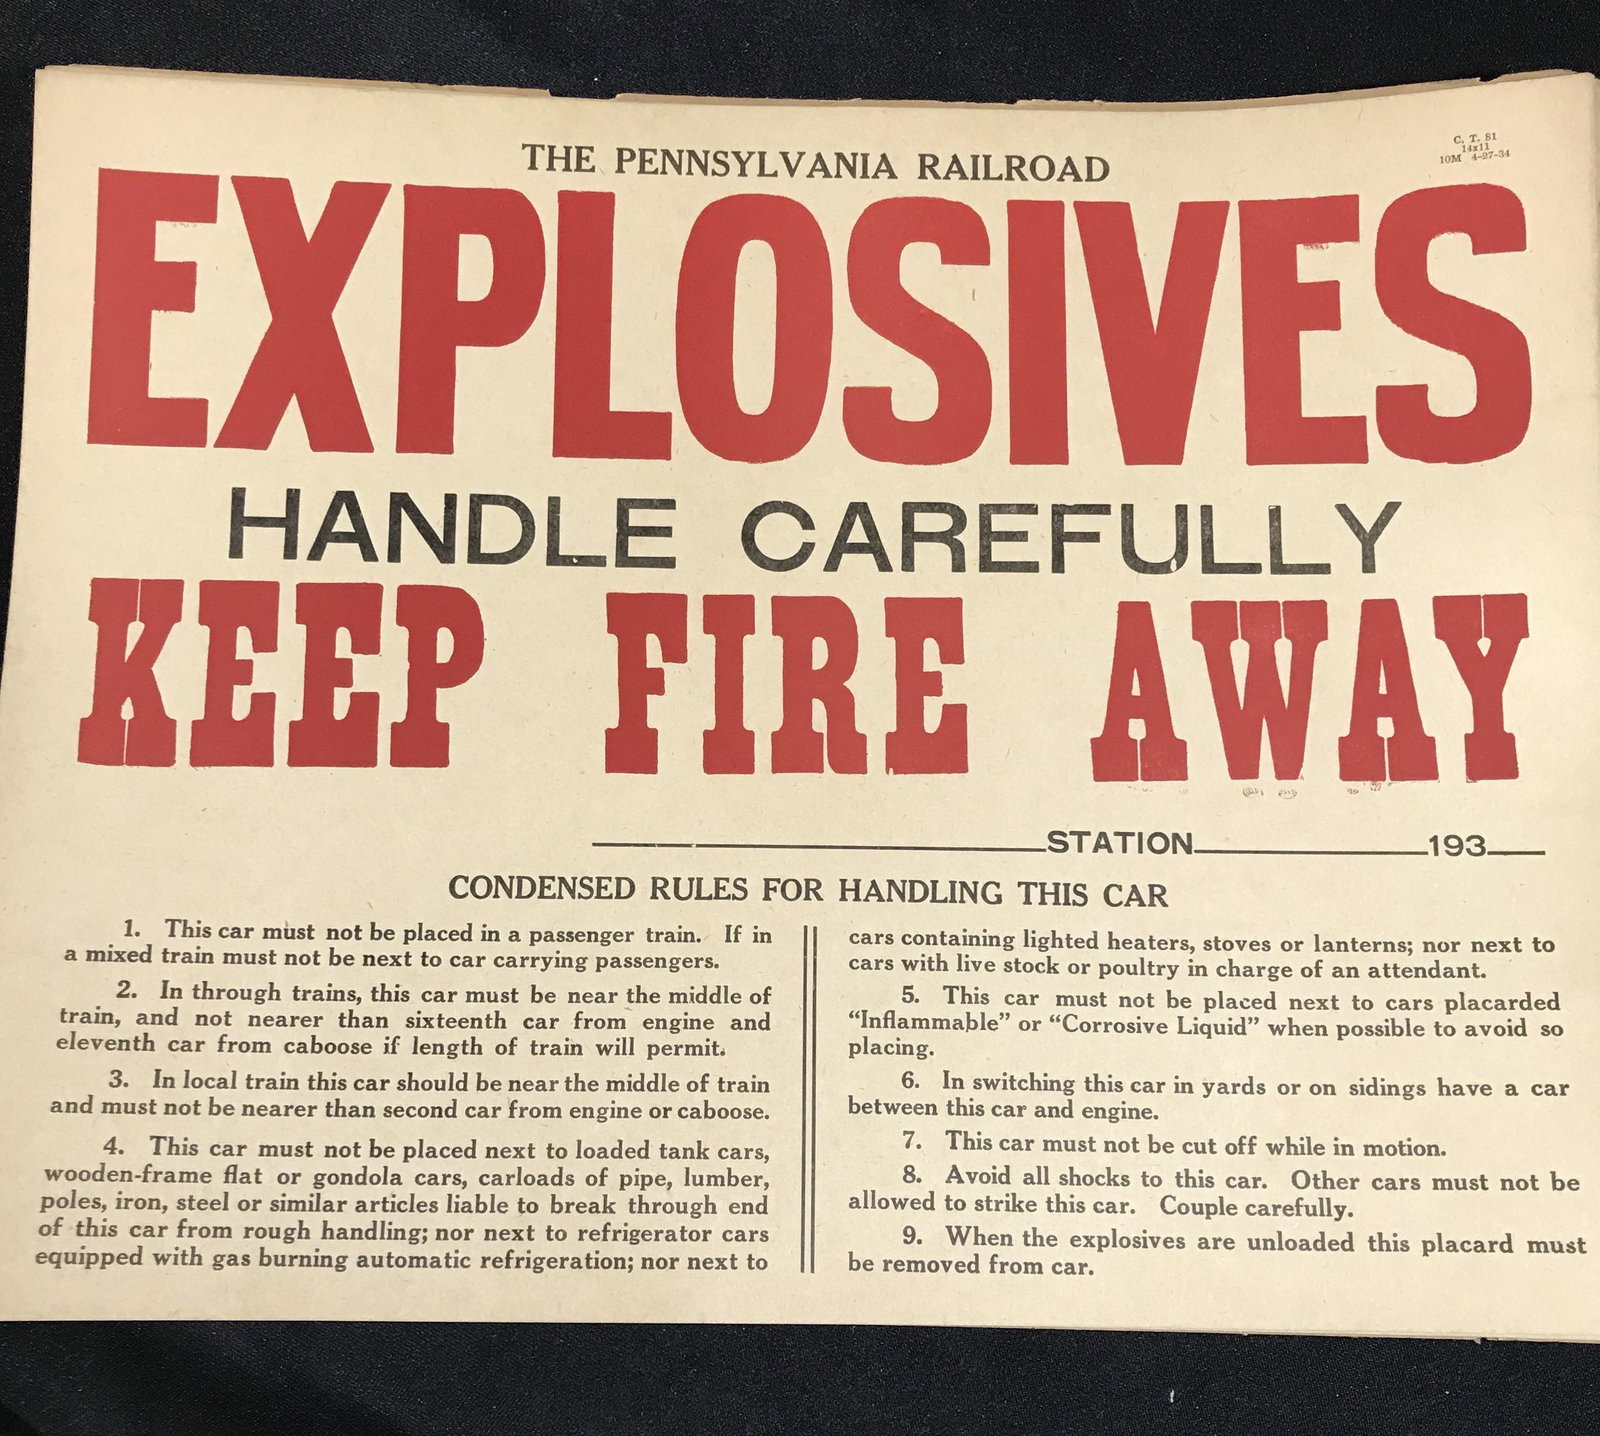 THE PENNSYLVANIA RAILROAD
C. T. 81
14x11
10M 4-27-34
EXPLOSIVES
HANDLE CAREFULLY
KEEP FIRE AWAY
STATION 193
CONDENSED RULES FOR HANDLING THIS CAR
1. This car must not be placed in a passenger train. If in
a mixed train must not be next to car carrying passengers.
2. In through trains, this car must be near the middle of
train, and not nearer than sixteenth car from engine and
eleventh car from caboose if length of train will permit.
3. In local train this car should be near the middle of train
and must not be nearer than second car from engine or caboose.
4. This car must not be placed next to loaded tank cars,
wooden-frame flat or gondola cars, carloads of pipe, lumber,
poles, iron, steel or similar articles liable to break through end
of this car from rough handling; nor next to refrigerator cars
equipped with gas burning automatic refrigeration; nor next to
cars containing lighted heaters, stoves or lanterns; nor next to
cars with live stock or poultry in charge of an attendant.
5. This car must not be placed next to cars placarded
“Inflammable” or “Corrosive Liquid” when possible to avoid so
placing.
6. In switching this car in yards or on sidings have a car
between this car and engine.
7. This car must not be cut off while in motion.
8. Avoid all shocks to this car. Other cars must not be
allowed to strike this car. Couple carefully.
9. When the explosives are unloaded this placard must
be removed from car.